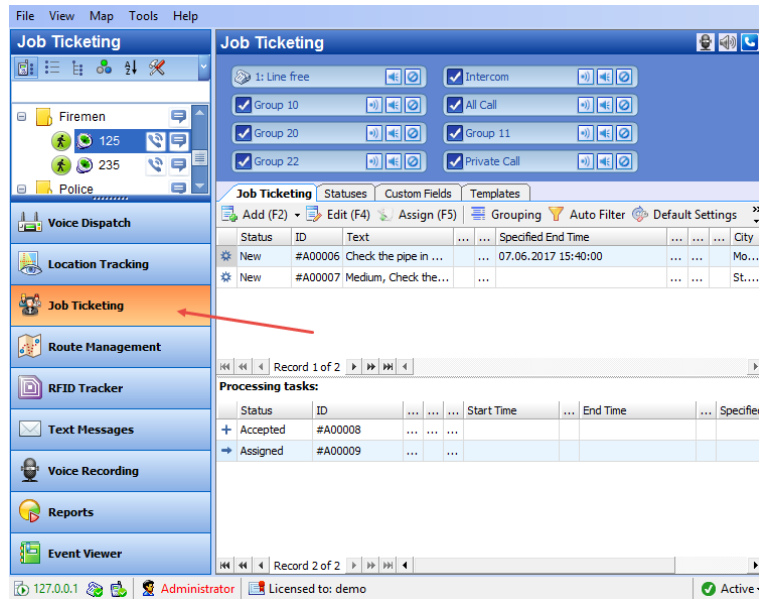 File View Map Tools Help
Job Ticketing
Job Ticketing
1: Line free
Intercom
Group 10
All Call
Group 20
Group 11
Group 22
Private Call
Firemen
125
235
Police
Voice Dispatch
Location Tracking
Job Ticketing
Route Management
RFID Tracker
Text Messages
Voice Recording
Reports
Event Viewer
Job Ticketing Statuses Custom Fields Templates
Add (F2) Edit (F4) Assign (F5) Grouping Auto Filter Default Settings
Status ID Text ... ... Specified End Time ... ... ... City
New #A00006 Check the pipe in ... ... 07.06.2017 15:40:00 ... ... Mo...
New #A00007 Medium, Check the... ... ... ... St...
Record 1 of 2
Processing tasks:
Status ID ... ... ... Start Time ... End Time ... Specified
Accepted #A00008 ... ... ...
Assigned #A00009 ... ...
Record 2 of 2
127.0.0.1 Administrator Licensed to: demo Active